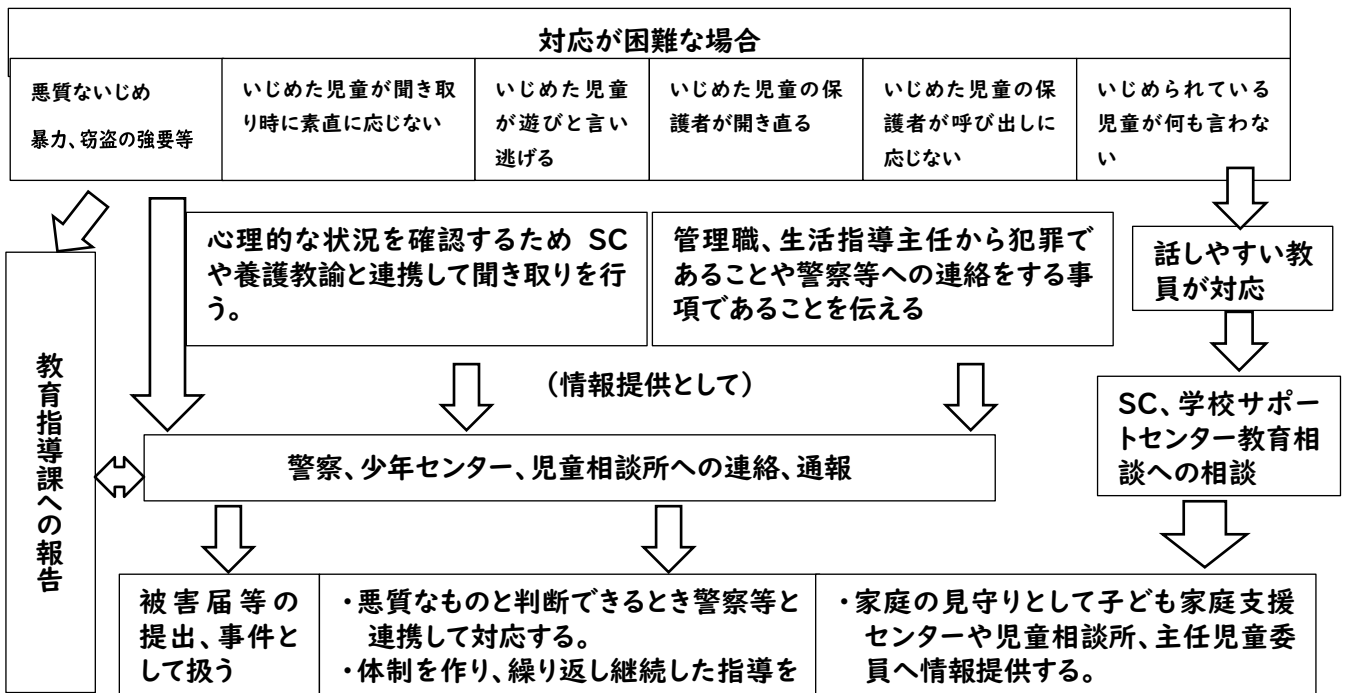 対応が困難な場合
悪質ないじめ
暴力、窃盗の強要等
いじめた児童が聞き取
り時に素直に応じない
いじめた児童
が遊びと言い
逃げる
いじめた児童の保
護者が開き直る
いじめた児童の保
護者が呼び出しに
応じない
いじめられている
児童が何も言わな
い
心理的な状況を確認するため SC
や養護教諭と連携して聞き取りを行
う。
管理職、生活指導主任から犯罪で
あることや警察等への連絡をする事
項であることを伝える
話しやすい教
員が対応
教育指導課への報告
（情報提供として）
SC、学校サポー
トセンター教育相
談への相談
警察、少年センター、児童相談所への連絡、通報
被害届等の
提出、事件と
して扱う
・悪質なものと判断できるとき警察等と
連携して対応する。
・体制を作り、繰り返し継続した指導を
・家庭の見守りとして子ども家庭支援
センターや児童相談所、主任児童委
員へ情報提供する。